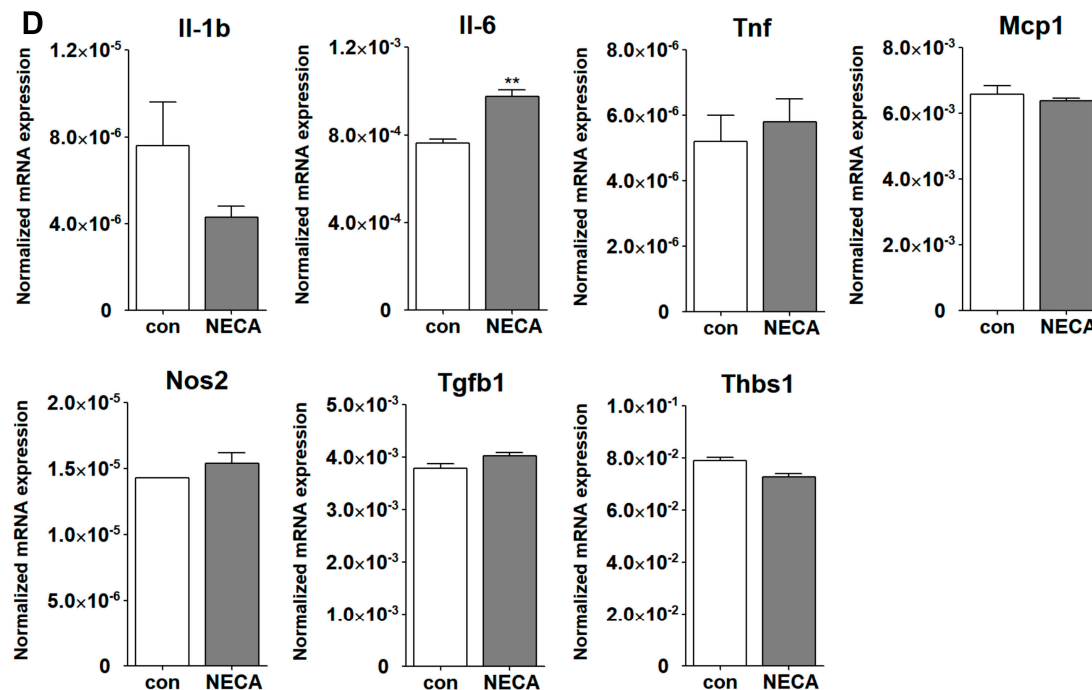 D
Il-1b
Normalized mRNA expression
1.2×10⁻⁵
8.0×10⁻⁶
4.0×10⁻⁶
0
con NECA
Il-6
Normalized mRNA expression
1.2×10⁻³
8.0×10⁻⁴
4.0×10⁻⁴
0
**
con NECA
Tnf
Normalized mRNA expression
8.0×10⁻⁶
6.0×10⁻⁶
4.0×10⁻⁶
2.0×10⁻⁶
0
con NECA
Mcp1
Normalized mRNA expression
8.0×10⁻³
6.0×10⁻³
4.0×10⁻³
2.0×10⁻³
0
con NECA
Nos2
Normalized mRNA expression
2.0×10⁻⁵
1.5×10⁻⁵
1.0×10⁻⁵
5.0×10⁻⁶
0
con NECA
Tgfb1
Normalized mRNA expression
5.0×10⁻³
4.0×10⁻³
3.0×10⁻³
2.0×10⁻³
1.0×10⁻³
0
con NECA
Thbs1
Normalized mRNA expression
1.0×10⁻¹
8.0×10⁻²
6.0×10⁻²
4.0×10⁻²
2.0×10⁻²
0
con NECA